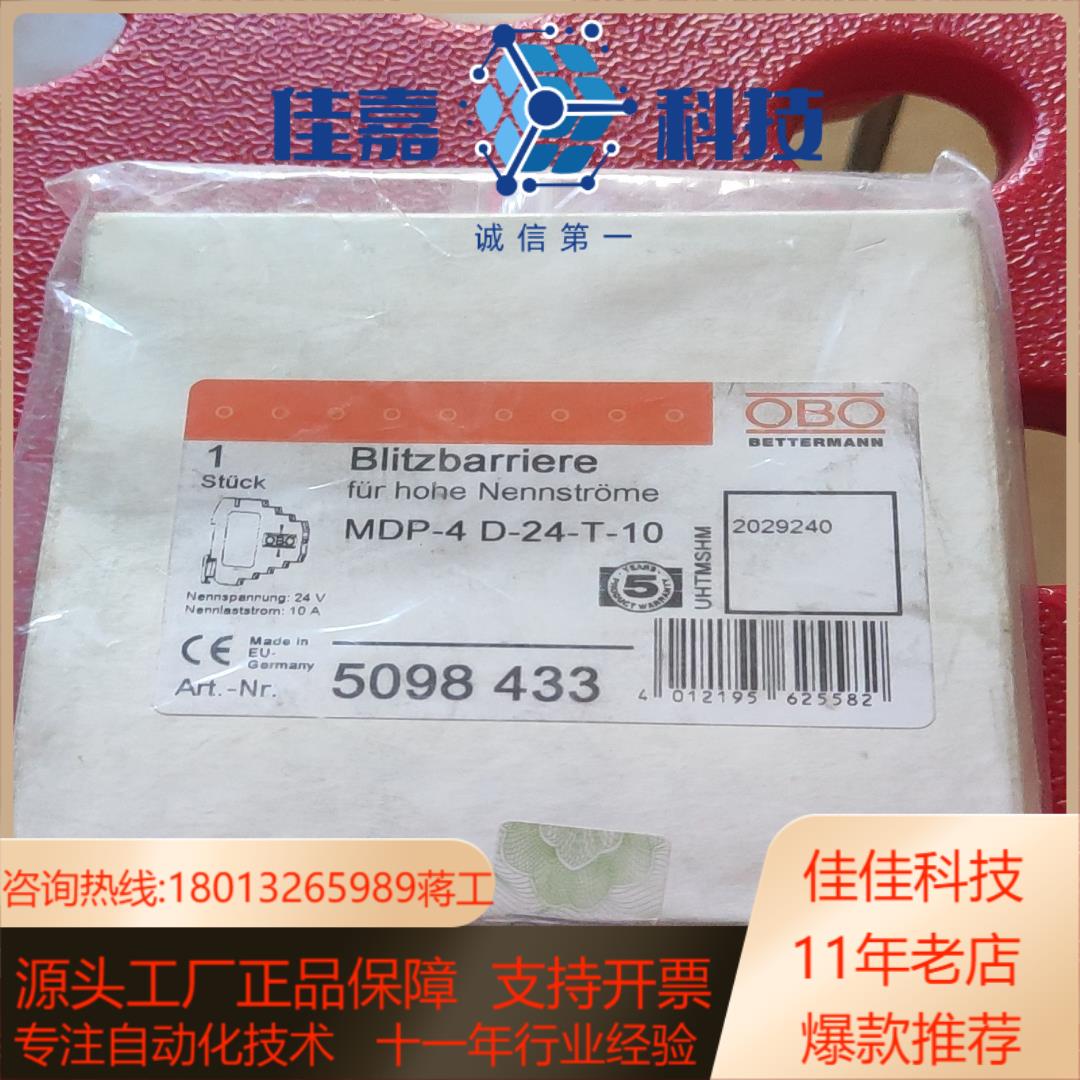 佳嘉 科技
诚信第一
OBO
BETTERMANN
1
Stück
Blitzbarriere
für hohe Nennströme
MDP-4 D-24-T-10
OBO
Nennspannung: 24 V
Nennlaststrom: 10 A
5
YEARS
PRODUCT WARRANTY
UHTMSHM
2029240
CE
Made in
EU-
Germany
Art.-Nr.
5098 433
4 012195 625582
咨询热线:18013265989蒋工
源头工厂正品保障 支持开票
专注自动化技术 十一年行业经验
佳佳科技
11年老店
爆款推荐